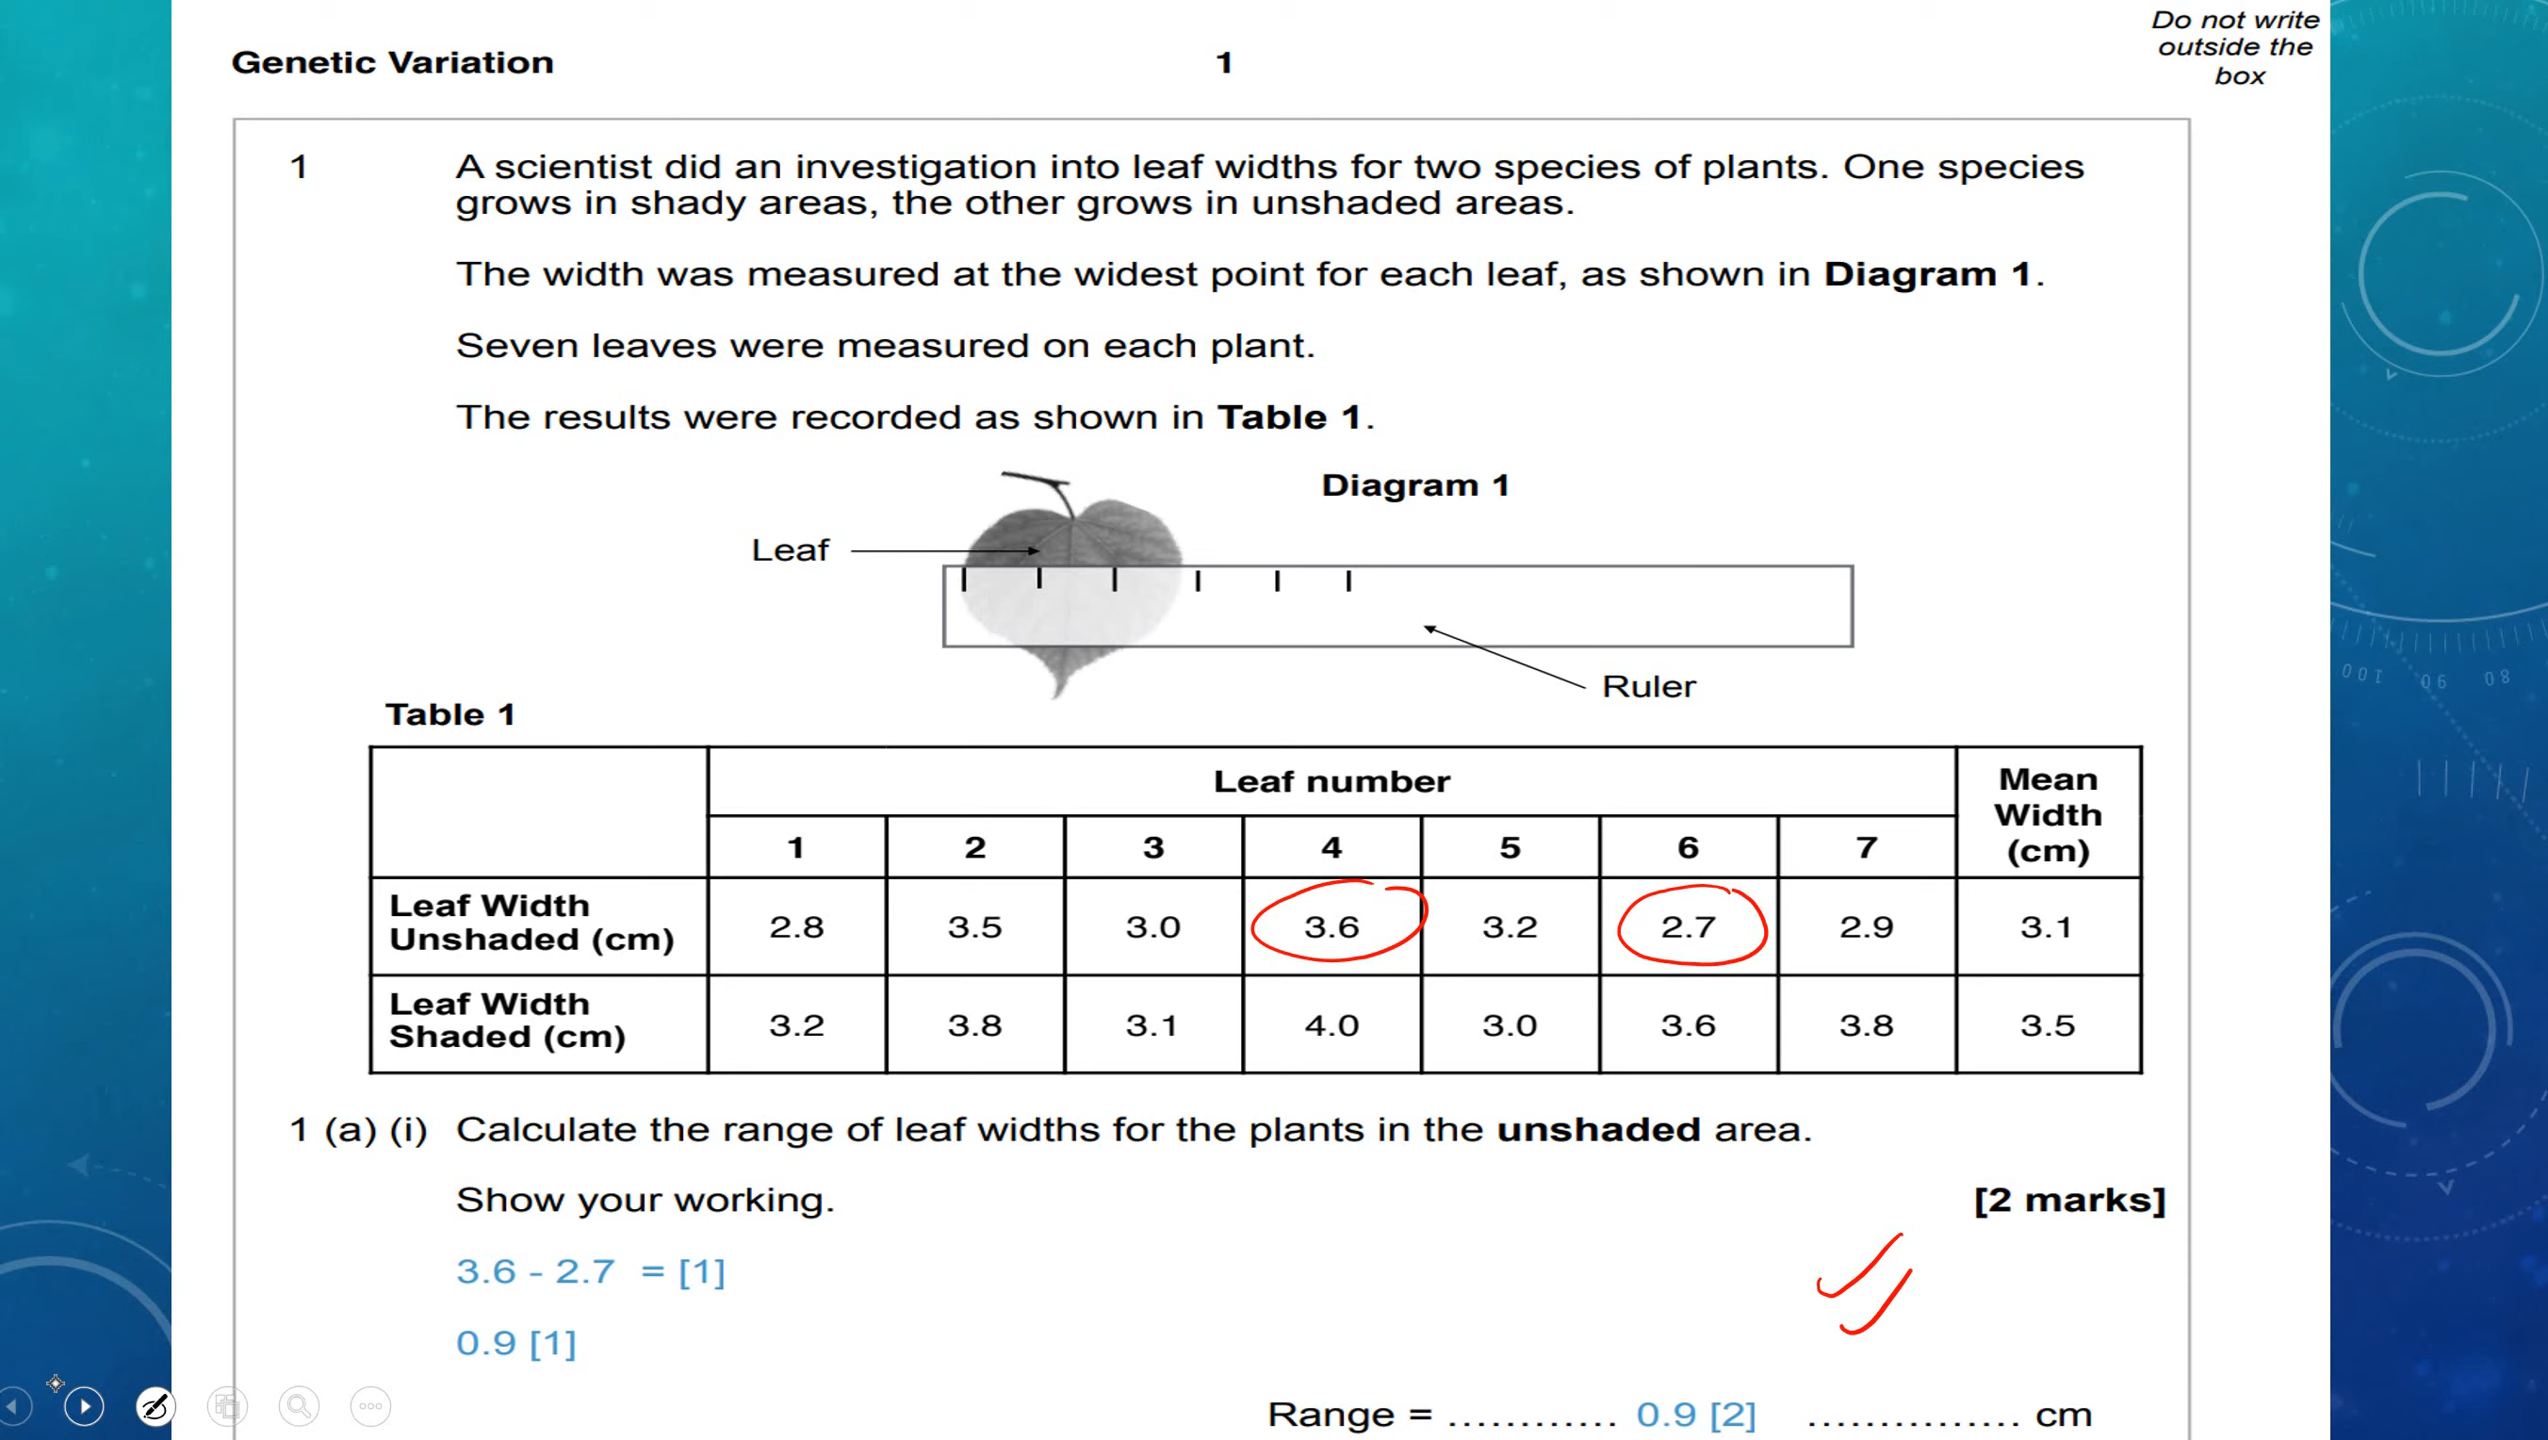 Do not write
outside the
box
Genetic Variation 1
1 A scientist did an investigation into leaf widths for two species of plants. One species
grows in shady areas, the other grows in unshaded areas.
The width was measured at the widest point for each leaf, as shown in Diagram 1.
Seven leaves were measured on each plant.
The results were recorded as shown in Table 1.
Diagram 1
Leaf
Ruler
Table 1
Leaf number
Mean
Width
(cm)
1 2 3 4 5 6 7
Leaf Width
Unshaded (cm) 2.8 3.5 3.0 3.6 3.2 2.7 2.9 3.1
Leaf Width
Shaded (cm) 3.2 3.8 3.1 4.0 3.0 3.6 3.8 3.5
1 (a) (i) Calculate the range of leaf widths for the plants in the unshaded area.
Show your working. [2 marks]
3.6 - 2.7 = [1]
0.9 [1]
Range = ............ 0.9 [2] ............... cm